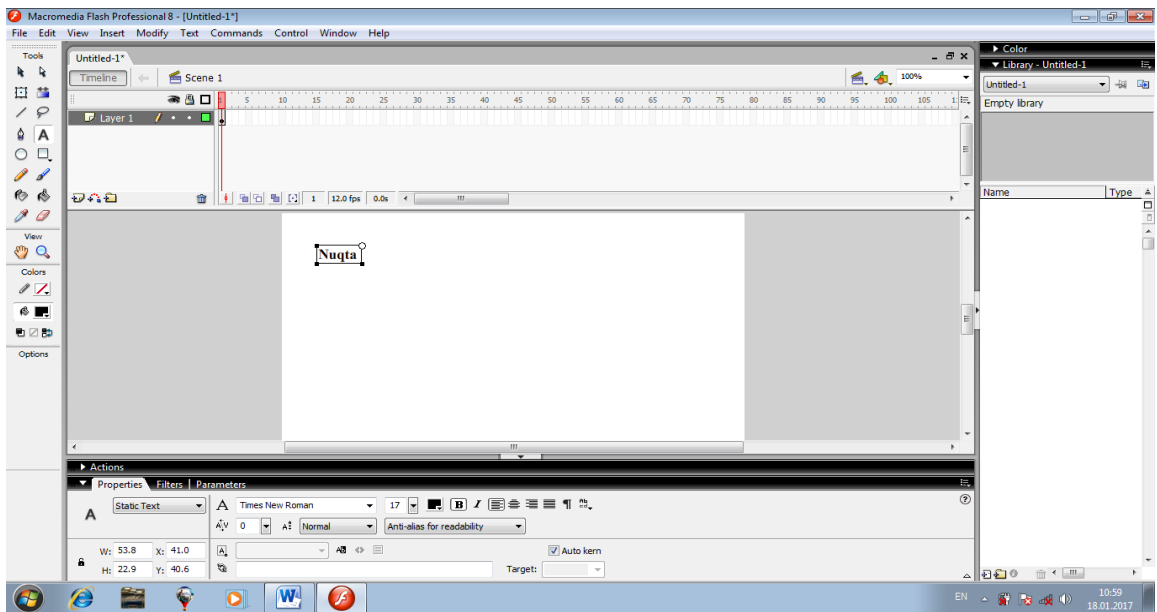 Macromedia Flash Professional 8 - [Untitled-1*]
File Edit View Insert Modify Text Commands Control Window Help
Tools
View
Colors
Options
Untitled-1*
Timeline Scene 1 100%
1 5 10 15 20 25 30 35 40 45 50 55 60 65 70 75 80 85 90 95 100 105
Layer 1
1 12.0 fps 0.0s
Nuqta
Actions
Properties Filters Parameters
A Static Text A Times New Roman 17 B I
A V 0 Normal Anti-alias for readability
W: 53.8 X: 41.0 Auto kern
H: 22.9 Y: 40.6 Target:
Color
Library - Untitled-1
Untitled-1
Empty library
Name Type
EN 10:59
18.01.2017